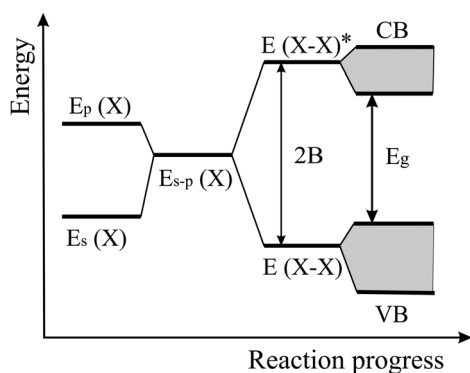 Energy
E (X-X)*
CB
Ep (X)
Es-p (X)
2B
Eg
Es (X)
E (X-X)
VB
Reaction progress